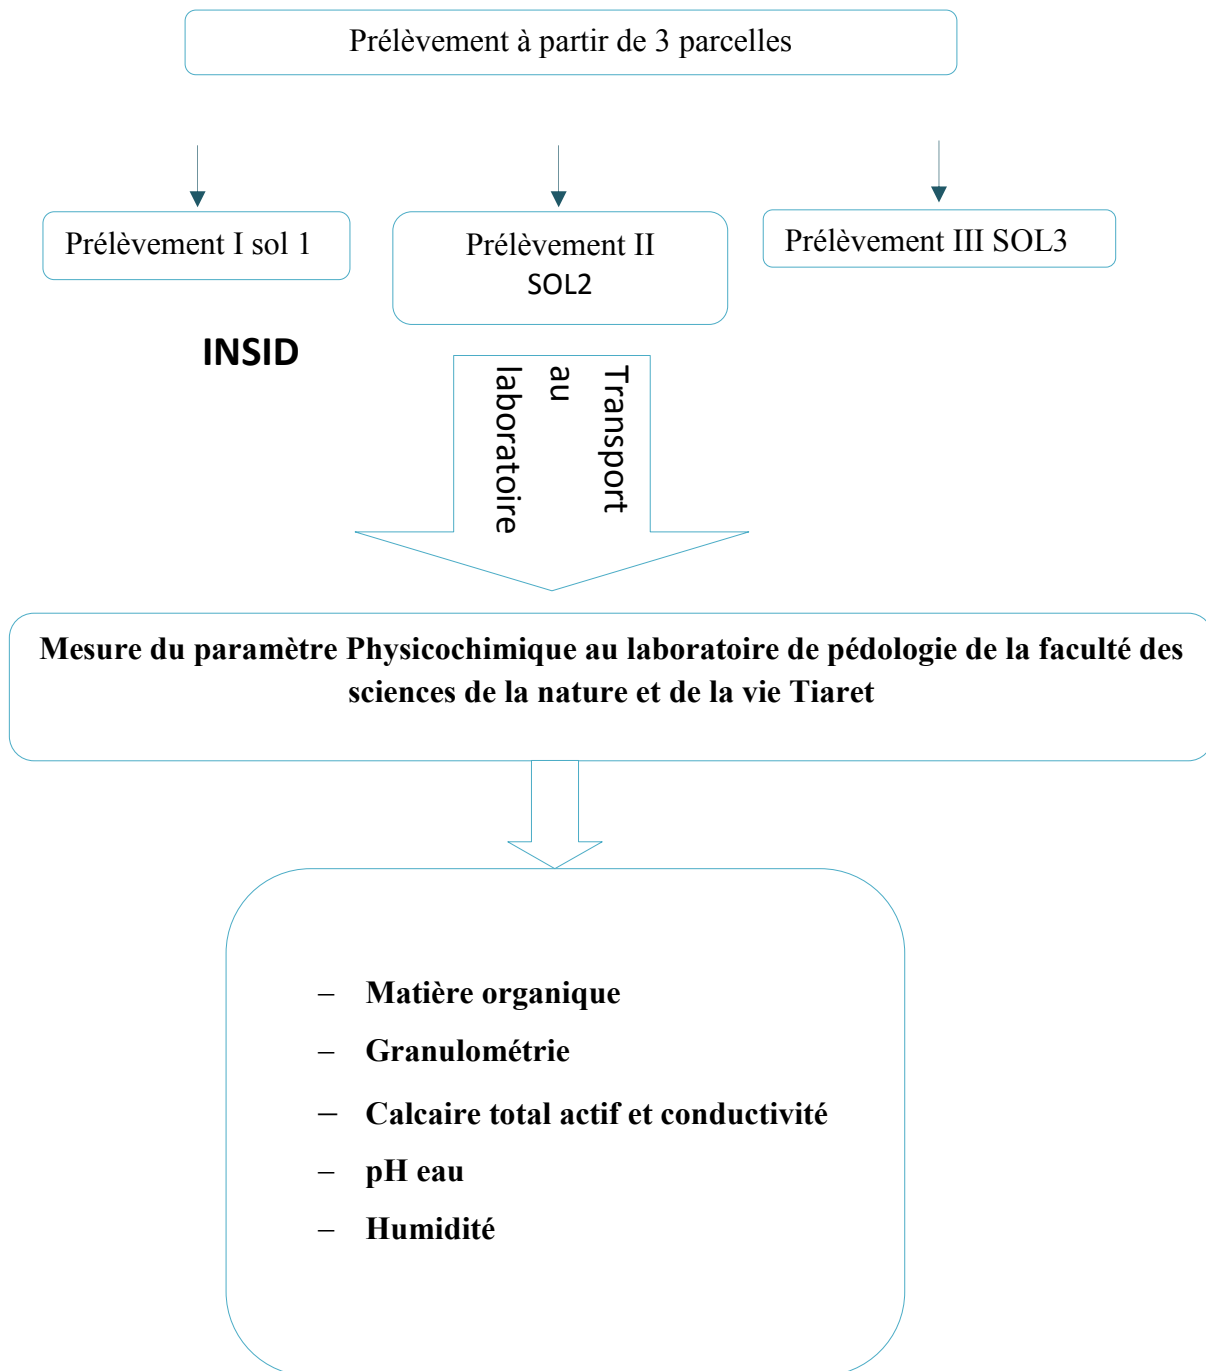 Prélèvement à partir de 3 parcelles
Prélèvement I sol 1
Prélèvement II
SOL2
Prélèvement III SOL3
INSID
Transport
au
laboratoire
Mesure du paramètre Physicochimique au laboratoire de pédologie de la faculté des
sciences de la nature et de la vie Tiaret
– Matière organique
– Granulométrie
– Calcaire total actif et conductivité
– pH eau
– Humidité